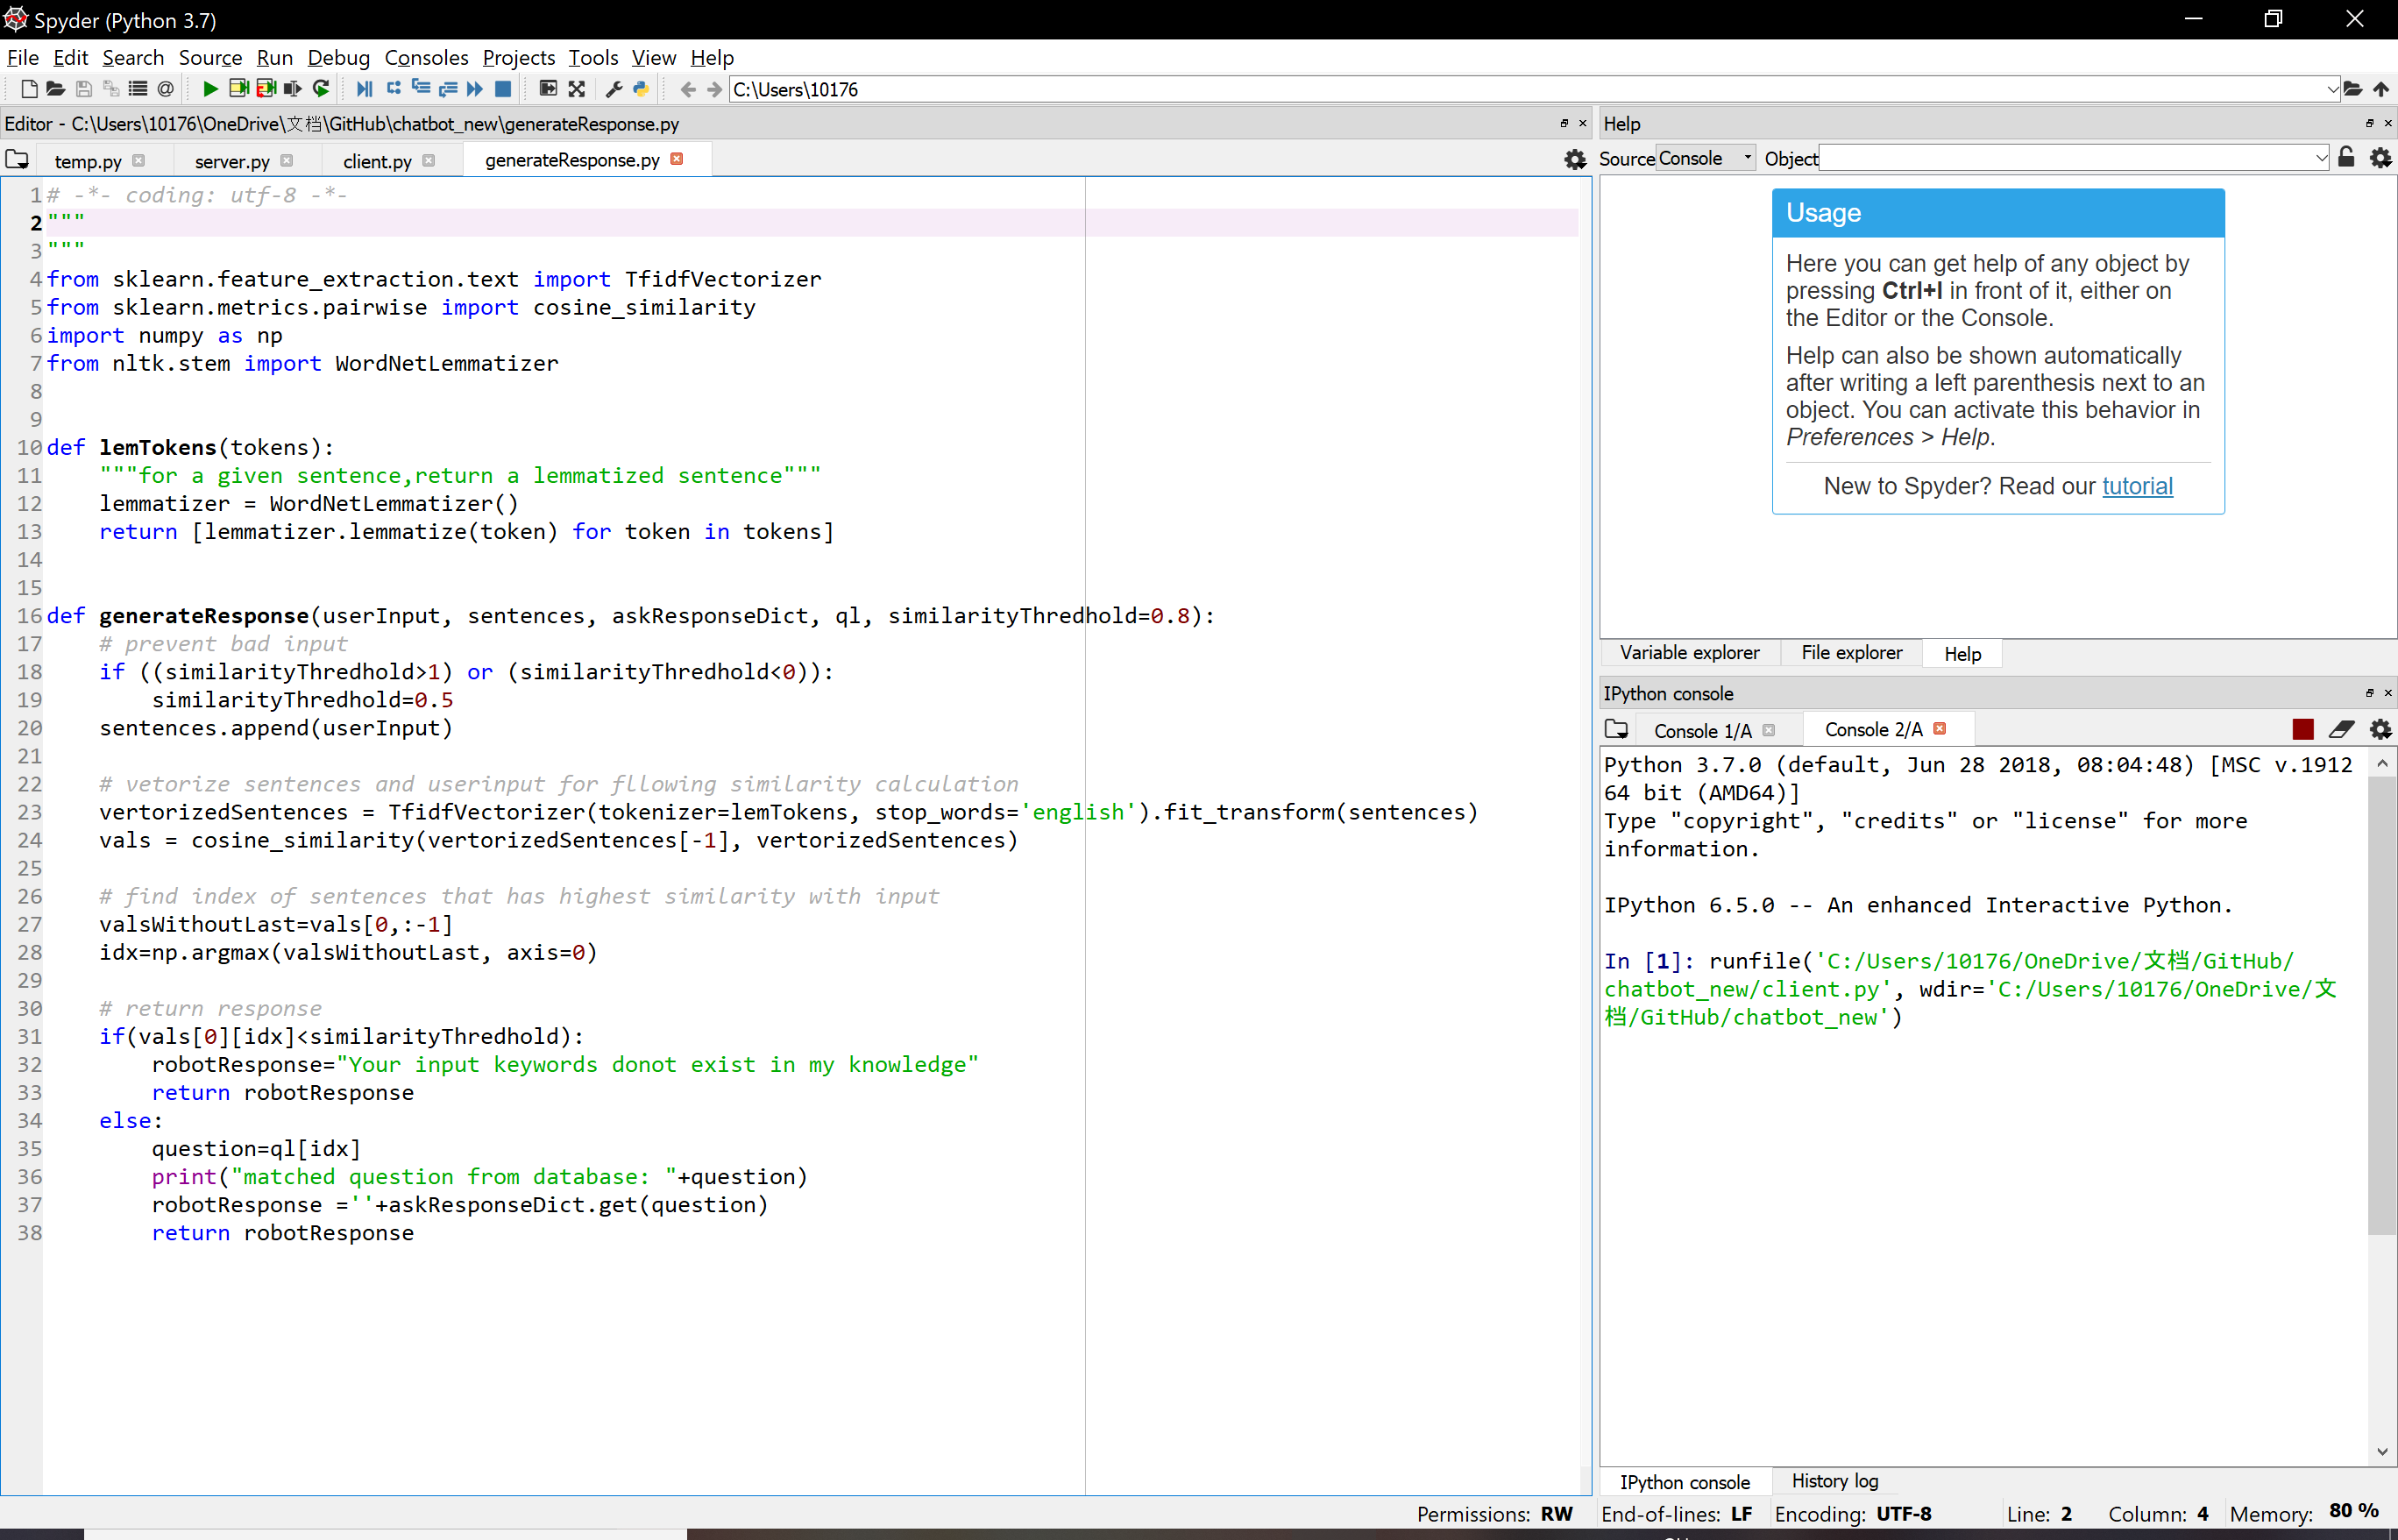 Spyder (Python 3.7)
File Edit Search Source Run Debug Consoles Projects Tools View Help
C:\Users\10176
Editor - C:\Users\10176\OneDrive\文档\GitHub\chatbot_new\generateResponse.py
temp.py server.py client.py generateResponse.py
1 # -*- coding: utf-8 -*-
2 """
3 """
4 from sklearn.feature_extraction.text import TfidfVectorizer
5 from sklearn.metrics.pairwise import cosine_similarity
6 import numpy as np
7 from nltk.stem import WordNetLemmatizer
8
9
10 def lemTokens(tokens):
11     """for a given sentence,return a lemmatized sentence"""
12     lemmatizer = WordNetLemmatizer()
13     return [lemmatizer.lemmatize(token) for token in tokens]
14
15
16 def generateResponse(userInput, sentences, askResponseDict, ql, similarityThredhold=0.8):
17     # prevent bad input
18     if ((similarityThredhold>1) or (similarityThredhold<0)):
19         similarityThredhold=0.5
20     sentences.append(userInput)
21
22     # vetorize sentences and userinput for fllowing similarity calculation
23     vertorizedSentences = TfidfVectorizer(tokenizer=lemTokens, stop_words='english').fit_transform(sentences)
24     vals = cosine_similarity(vertorizedSentences[-1], vertorizedSentences)
25
26     # find index of sentences that has highest similarity with input
27     valsWithoutLast=vals[0,:-1]
28     idx=np.argmax(valsWithoutLast, axis=0)
29
30     # return response
31     if(vals[0][idx]<similarityThredhold):
32         robotResponse="Your input keywords donot exist in my knowledge"
33         return robotResponse
34     else:
35         question=ql[idx]
36         print("matched question from database: "+question)
37         robotResponse =''+askResponseDict.get(question)
38         return robotResponse
Help
Source Console Object
Usage
Here you can get help of any object by
pressing Ctrl+I in front of it, either on
the Editor or the Console.
Help can also be shown automatically
after writing a left parenthesis next to an
object. You can activate this behavior in
Preferences > Help.
New to Spyder? Read our tutorial
Variable explorer File explorer Help
IPython console
Console 1/A Console 2/A
Python 3.7.0 (default, Jun 28 2018, 08:04:48) [MSC v.1912
64 bit (AMD64)]
Type "copyright", "credits" or "license" for more
information.
IPython 6.5.0 -- An enhanced Interactive Python.
In [1]: runfile('C:/Users/10176/OneDrive/文档/GitHub/
chatbot_new/client.py', wdir='C:/Users/10176/OneDrive/文
档/GitHub/chatbot_new')
IPython console History log
Permissions: RW End-of-lines: LF Encoding: UTF-8 Line: 2 Column: 4 Memory: 80 %